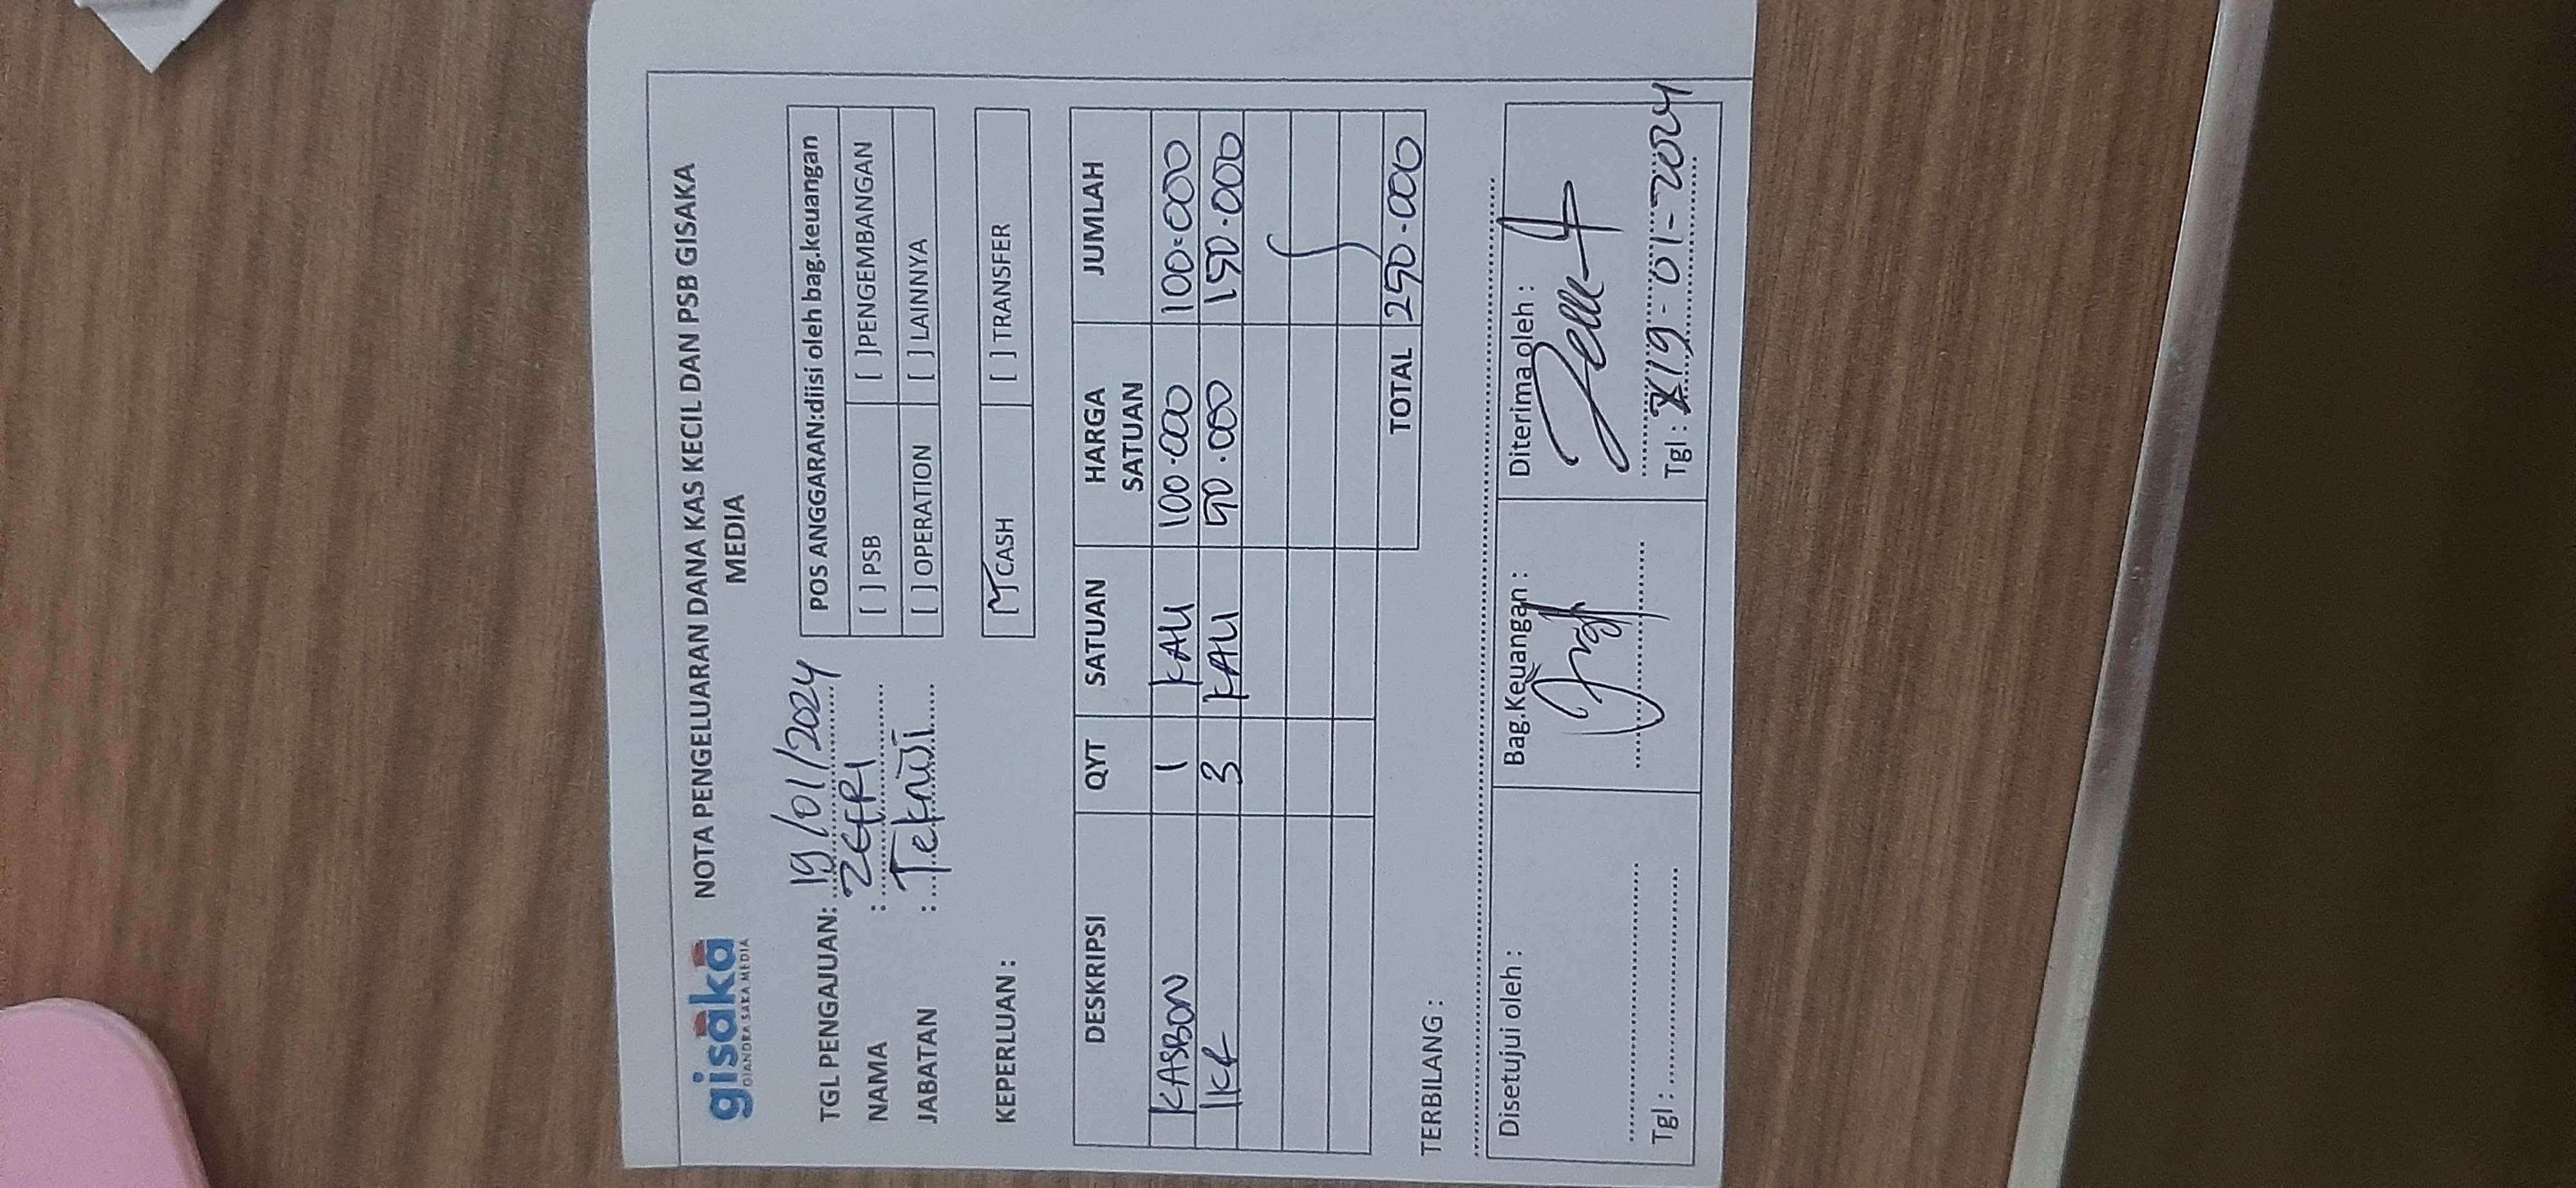 gisaka
GIANDRA SAKA MEDIA
NOTA PENGELUARAN DANA KAS KECIL DAN PSB GISAKA
MEDIA
TGL PENGAJUAN: 19/01/2024
NAMA : ZEFRI
JABATAN : Teknisi
POS ANGGARAN:diisi oleh bag.keuangan
[ ] PSB [ ]PENGEMBANGAN
[ ] OPERATION [ ] LAINNYA
KEPERLUAN :
[✓] CASH [ ] TRANSFER
DESKRIPSI QYT SATUAN HARGA SATUAN JUMLAH
KASBON 1 KALI 100.000 100.000
IKR 3 KALI 50.000 150.000
TOTAL 250.000
TERBILANG :
Disetujui oleh : Bag.Keuangan : Diterima oleh :
Tgl : Tgl : 19-01-2024